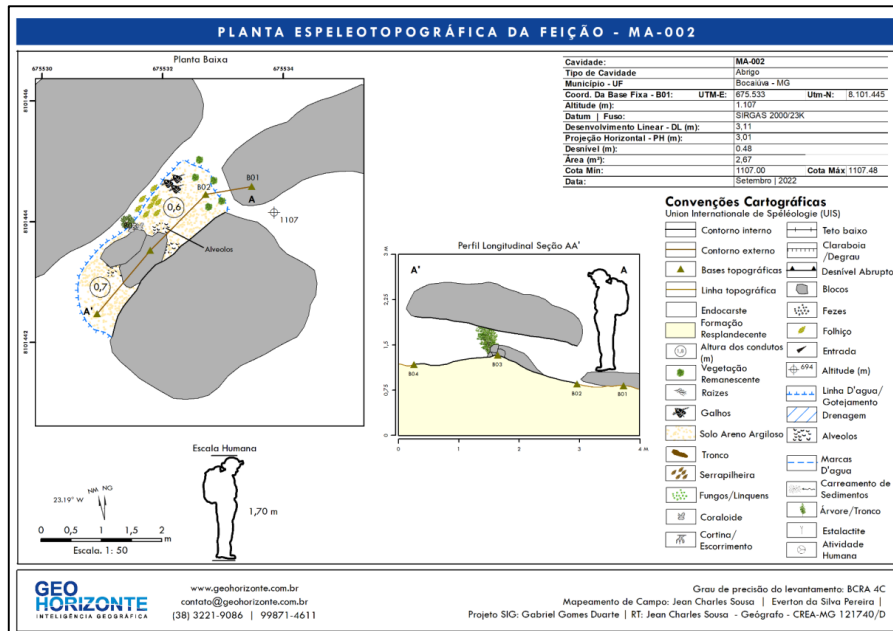 PLANTA ESPELEOTOPOGRÁFICA DA FEIÇÃO - MA-002
Planta Baixa
675530 675532 675534
8101446
8101444
8101442
B01
B02
A
0,6
1107
Alveolos
0,7
A'
Cavidade: MA-002
Tipo de Cavidade Abrigo
Município - UF Bocaiúva - MG
Coord. Da Base Fixa - B01: UTM-E: 675.533 Utm-N: 8.101.445
Altitude (m): 1.107
Datum | Fuso: SIRGAS 2000/23K
Desenvolvimento Linear - DL (m): 3,11
Projeção Horizontal - PH (m): 3,01
Desnível (m): 0.48
Área (m²): 2,67
Cota Mín: 1107.00 Cota Máx 1107.48
Data: Setembro | 2022
Perfil Longitudinal Seção AA'
3
2,25
1,5
0,75
0
A' A
B04 B03 B02 B01
0 1 2 3 4 M
Convenções Cartográficas
Union Internationale de Spéléologie (UIS)
Contorno interno
Contorno externo
Bases topográficas
Linha topográfica
Endocarste
Formação
Resplandecente
1,8
Altura dos condutos
(m)
Vegetação
Remanescente
Raízes
Galhos
Solo Areno Argiloso
Tronco
Serrapilheira
Fungos/Linquens
Coraloide
Cortina/
Escorrimento
Teto baixo
Claraboia
/Degrau
Desnível Abrupto
Blocos
Fezes
Folhiço
Entrada
694
Altitude (m)
Linha D'agua/
Gotejamento
Drenagem
Alveolos
Marcas
D'agua
Carreamento de
Sedimentos
Árvore/Tronco
Estalactite
Atividade
Humana
Escala Humana
1,70 m
23.19° W
NM NG
0 0,5 1 1,5 2
m
Escala. 1: 50
GEO
HORIZONTE
INTELIGÊNCIA GEOGRÁFICA
www.geohorizonte.com.br
contato@geohorizonte.com.br
(38) 3221-9086 | 99871-4611
Grau de precisão do levantamento: BCRA 4C
Mapeamento de Campo: Jean Charles Sousa | Everton da Silva Pereira |
Projeto SIG: Gabriel Gomes Duarte | RT: Jean Charles Sousa - Geógrafo - CREA-MG 121740/D